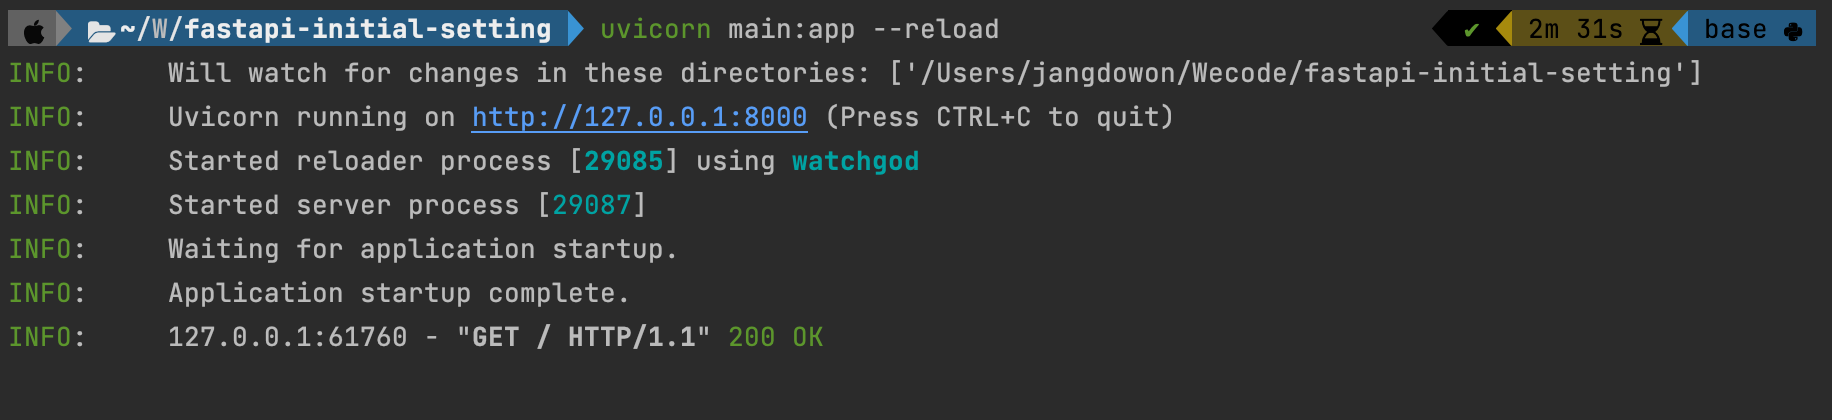 ~/W/fastapi-initial-setting uvicorn main:app --reload ✔ 2m 31s base
INFO: Will watch for changes in these directories: ['/Users/jangdowon/Wecode/fastapi-initial-setting']
INFO: Uvicorn running on http://127.0.0.1:8000 (Press CTRL+C to quit)
INFO: Started reloader process [29085] using watchgod
INFO: Started server process [29087]
INFO: Waiting for application startup.
INFO: Application startup complete.
INFO: 127.0.0.1:61760 - "GET / HTTP/1.1" 200 OK